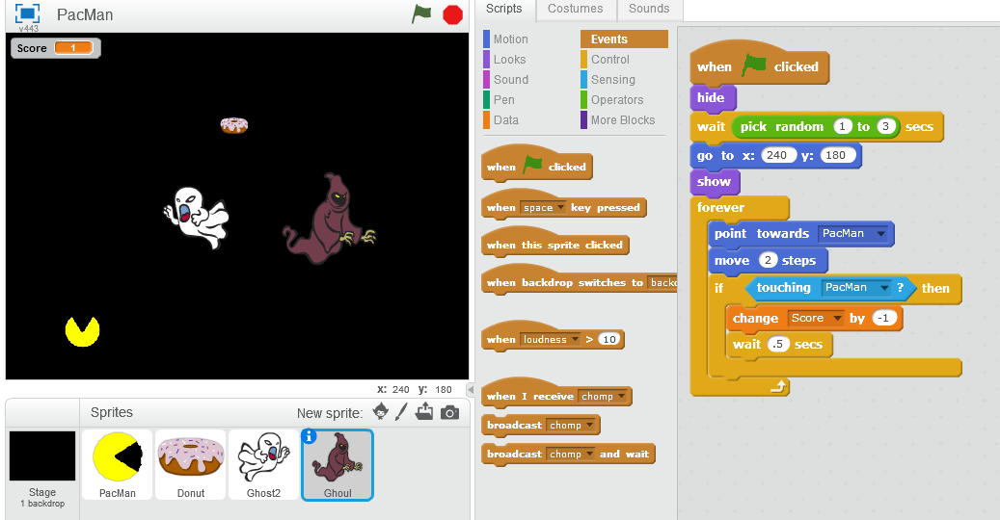 PacMan
v443
Score 1
x: 240 y: 180
Sprites
New sprite:
Stage
1 backdrop
PacMan
Donut
Ghost2
Ghoul
Scripts
Costumes
Sounds
Motion
Events
Looks
Control
Sound
Sensing
Pen
Operators
Data
More Blocks
when clicked
when space key pressed
when this sprite clicked
when backdrop switches to backd
when loudness > 10
when I receive chomp
broadcast chomp
broadcast chomp and wait
when clicked
hide
wait pick random 1 to 3 secs
go to x: 240 y: 180
show
forever
point towards PacMan
move 2 steps
if touching PacMan ? then
change Score by -1
wait .5 secs